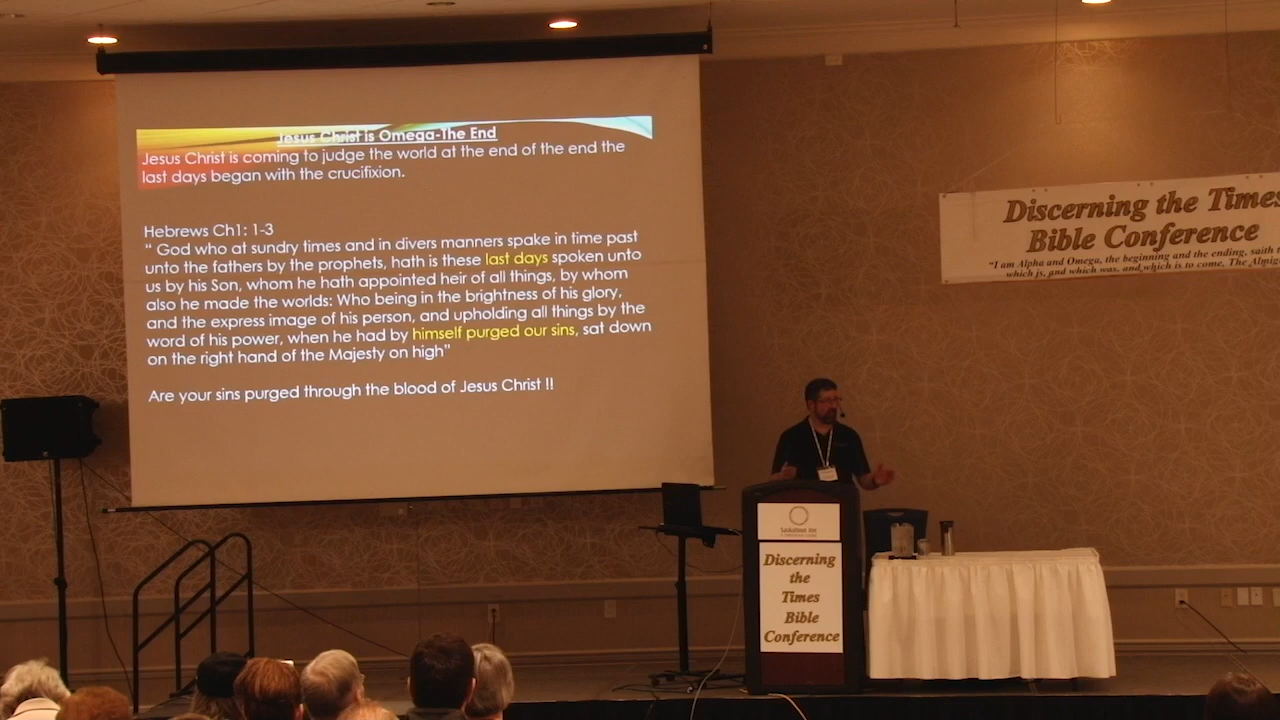 Jesus Christ is Omega-The End
Jesus Christ is coming to judge the world at the end of the end the
last days began with the crucifixion.
Hebrews Ch1: 1-3
“ God who at sundry times and in divers manners spake in time past
unto the fathers by the prophets, hath is these last days spoken unto
us by his Son, whom he hath appointed heir of all things, by whom
also he made the worlds: Who being in the brightness of his glory,
and the express image of his person, and upholding all things by the
word of his power, when he had by himself purged our sins, sat down
on the right hand of the Majesty on high”
Are your sins purged through the blood of Jesus Christ !!
Discerning the Times
Bible Conference
“I am Alpha and Omega, the beginning and the ending, saith t
which is, and which was, and which is to come, The Almig
Saskatoon Inn
Discerning
the
Times
Bible
Conference